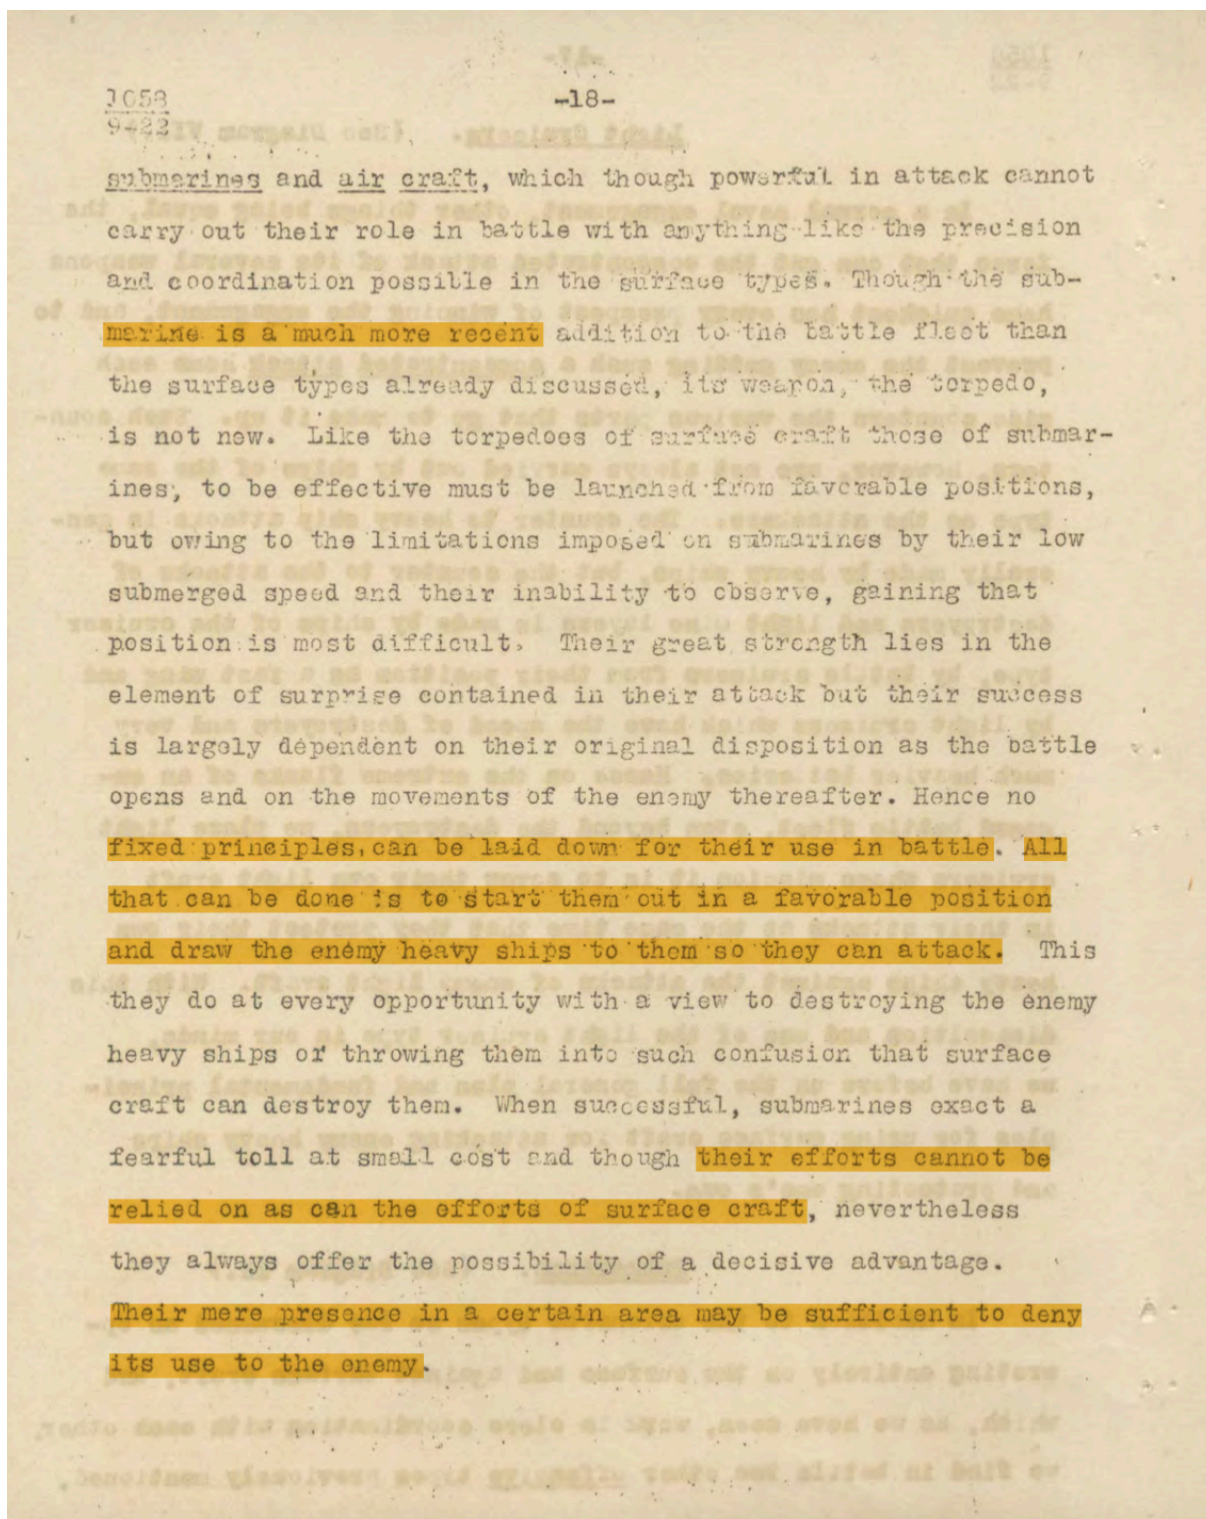 1058
-18-
9422
submarines and air craft, which though powerful in attack cannot
carry out their role in battle with anything like the precision
and coordination possible in the surface types. Though the sub-
marine is a much more recent addition to the battle fleet than
the surface types already discussed, its weapon, the torpedo,
is not new. Like the torpedoes of surface craft those of submar-
ines, to be effective must be launched from favorable positions,
but owing to the limitations imposed on submarines by their low
submerged speed and their inability to observe, gaining that
position is most difficult. Their great strength lies in the
element of surprise contained in their attack but their success
is largely dependent on their original disposition as the battle
opens and on the movements of the enemy thereafter. Hence no
fixed principles, can be laid down for their use in battle. All
that can be done is to start them out in a favorable position
and draw the enemy heavy ships to them so they can attack. This
they do at every opportunity with a view to destroying the enemy
heavy ships or throwing them into such confusion that surface
craft can destroy them. When successful, submarines exact a
fearful toll at small cost and though their efforts cannot be
relied on as can the efforts of surface craft, nevertheless
they always offer the possibility of a decisive advantage.
Their mere presence in a certain area may be sufficient to deny
its use to the enemy.